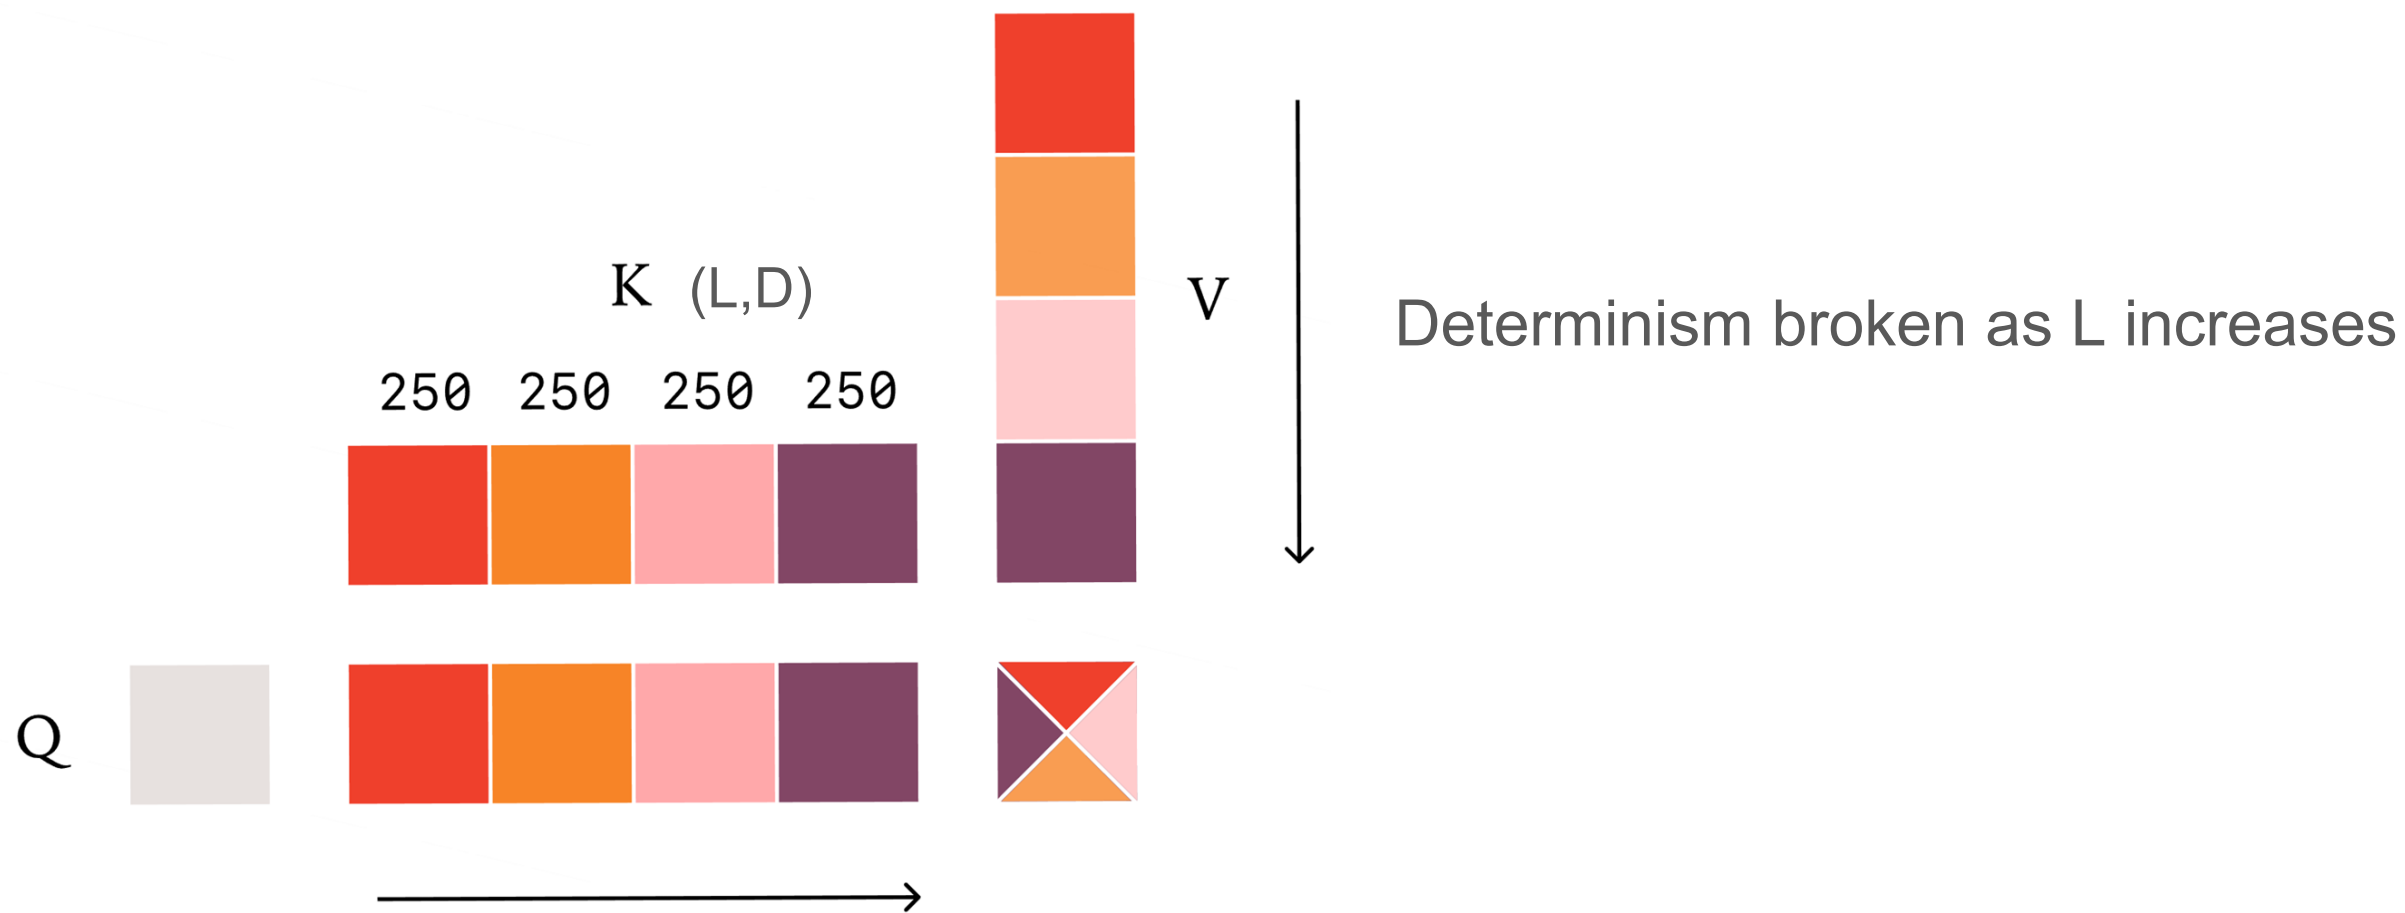 K (L,D)
V
Determinism broken as L increases
250 250 250 250
Q